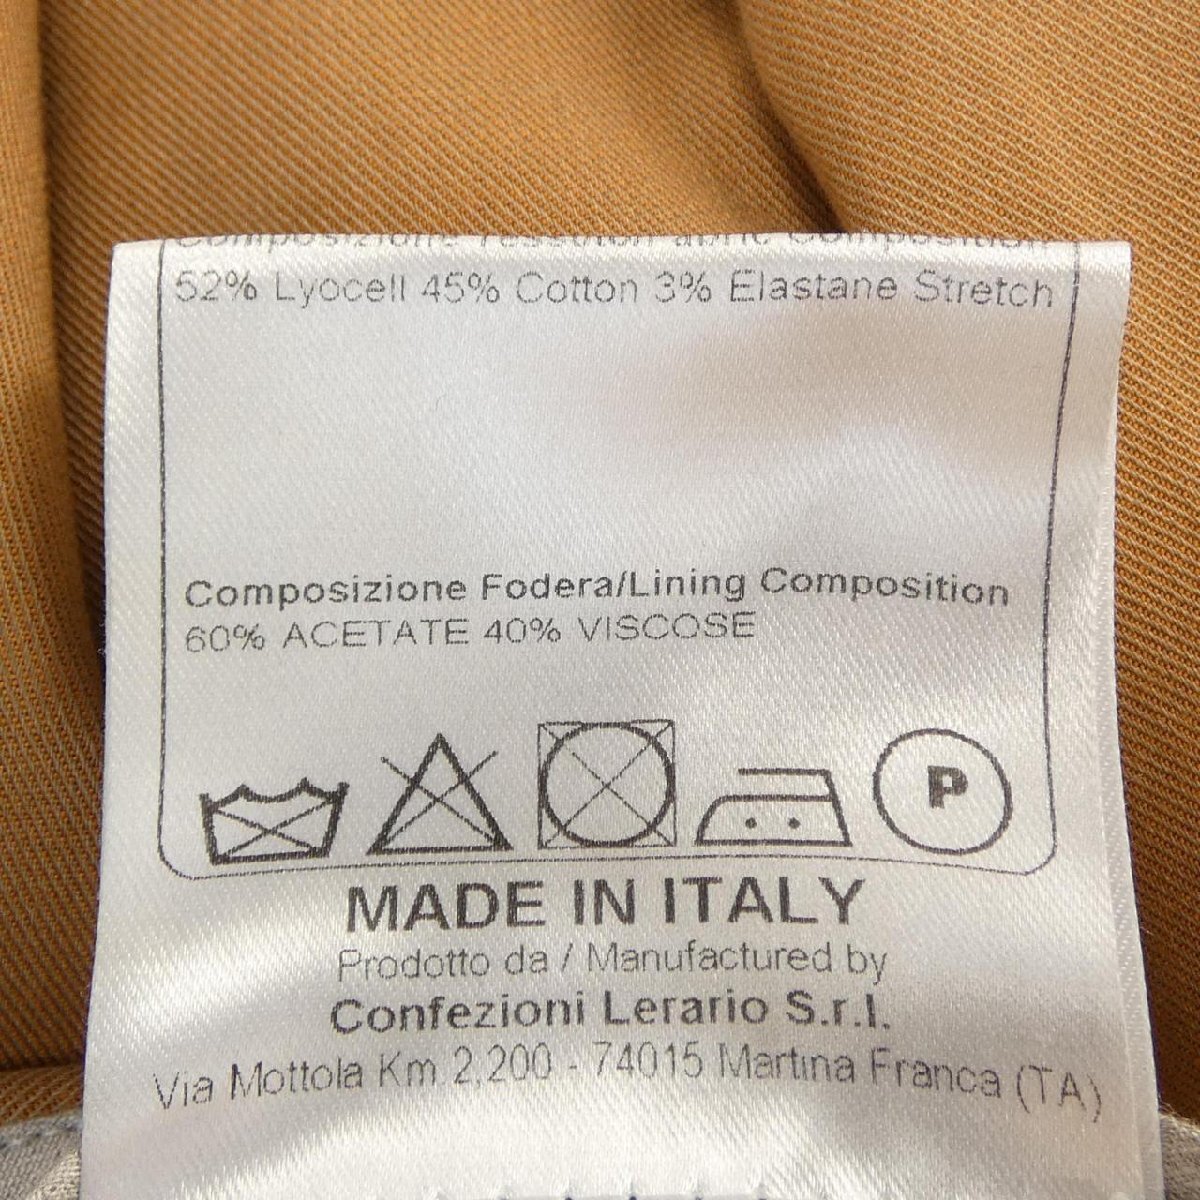 52% Lyocell 45% Cotton 3% Elastane Stretch
Composizione Fodera/Lining Composition
60% ACETATE 40% VISCOSE
P
MADE IN ITALY
Prodotto da / Manufactured by
Confezioni Lerario S.r.l.
Via Mottola Km 2,200 - 74015 Martina Franca (TA)